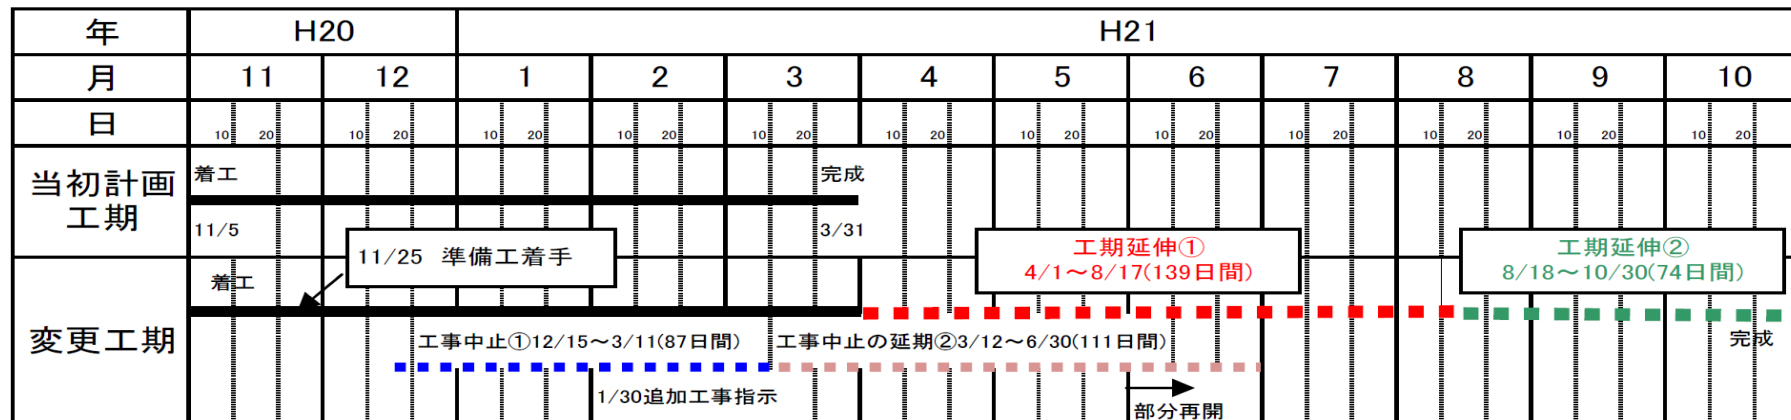 年 H20 H21
月 11 12 1 2 3 4 5 6 7 8 9 10
日 10 20 10 20 10 20 10 20 10 20 10 20 10 20 10 20 10 20 10 20 10 20 10 20
当初計画
工期
着工 完成
11/5 3/31
11/25 準備工着手
工期延伸①
4/1～8/17(139日間)
工期延伸②
8/18～10/30(74日間)
変更工期
着工
工事中止①12/15～3/11(87日間) 工事中止の延期②3/12～6/30(111日間)
完成
1/30追加工事指示
部分再開